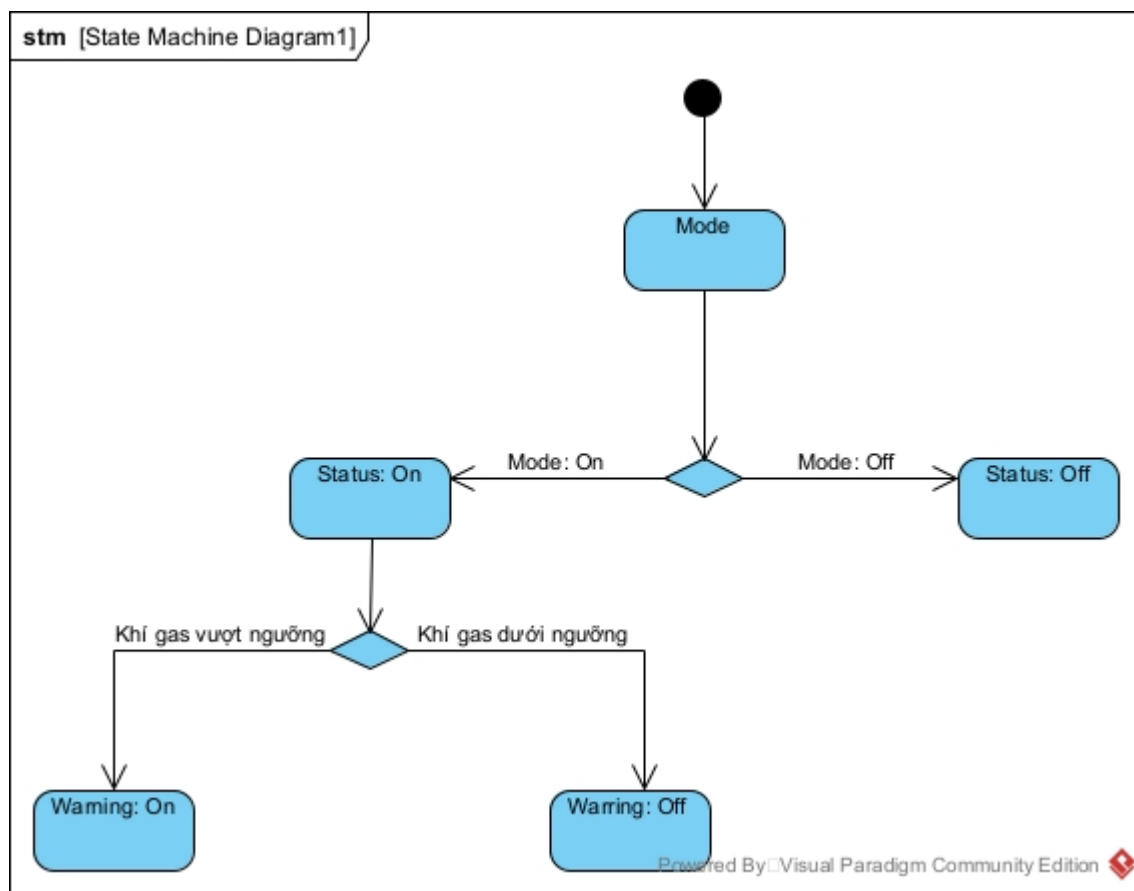 stm [State Machine Diagram1]
Mode
Mode: On
Mode: Off
Status: On
Status: Off
Khí gas vượt ngưỡng
Khí gas dưới ngưỡng
Warning: On
Warring: Off
Powered By Visual Paradigm Community Edition